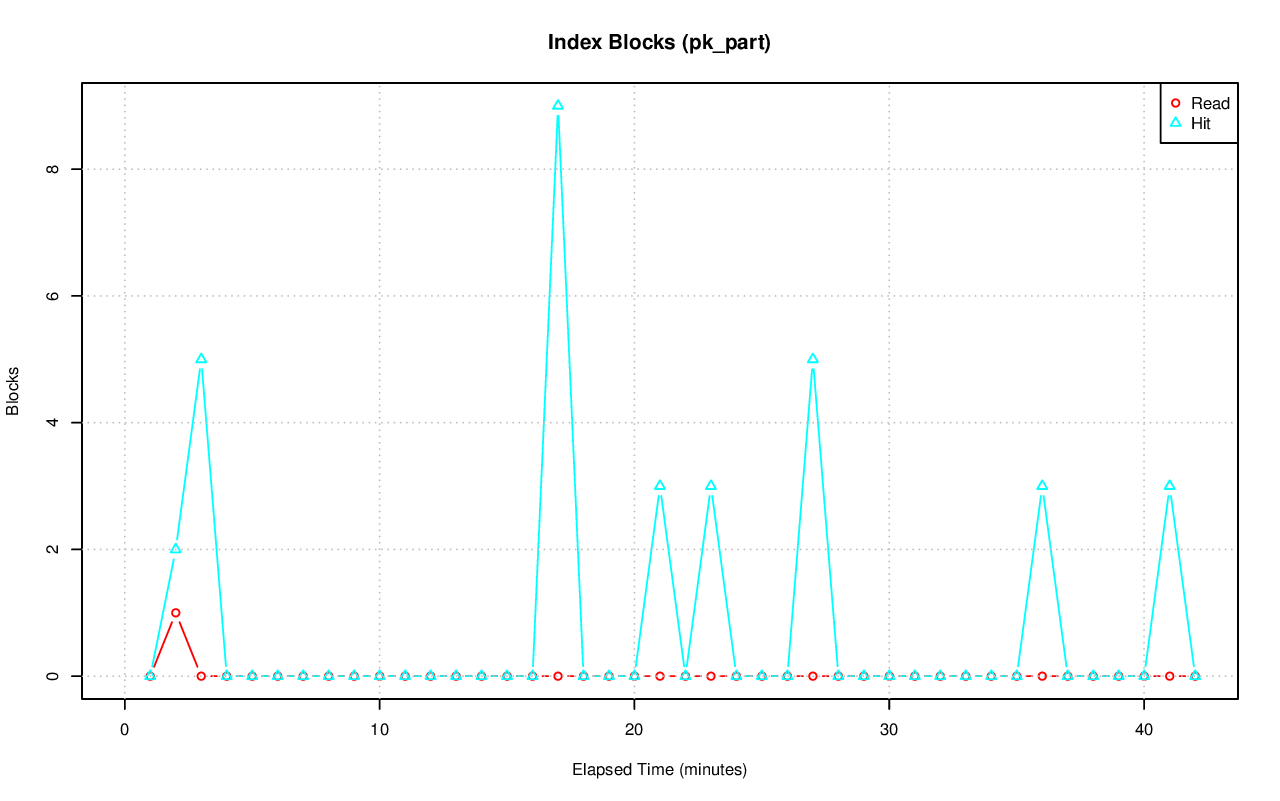 Index Blocks (pk_part)
Read
Hit
Blocks
8
6
4
2
0
0 10 20 30 40
Elapsed Time (minutes)